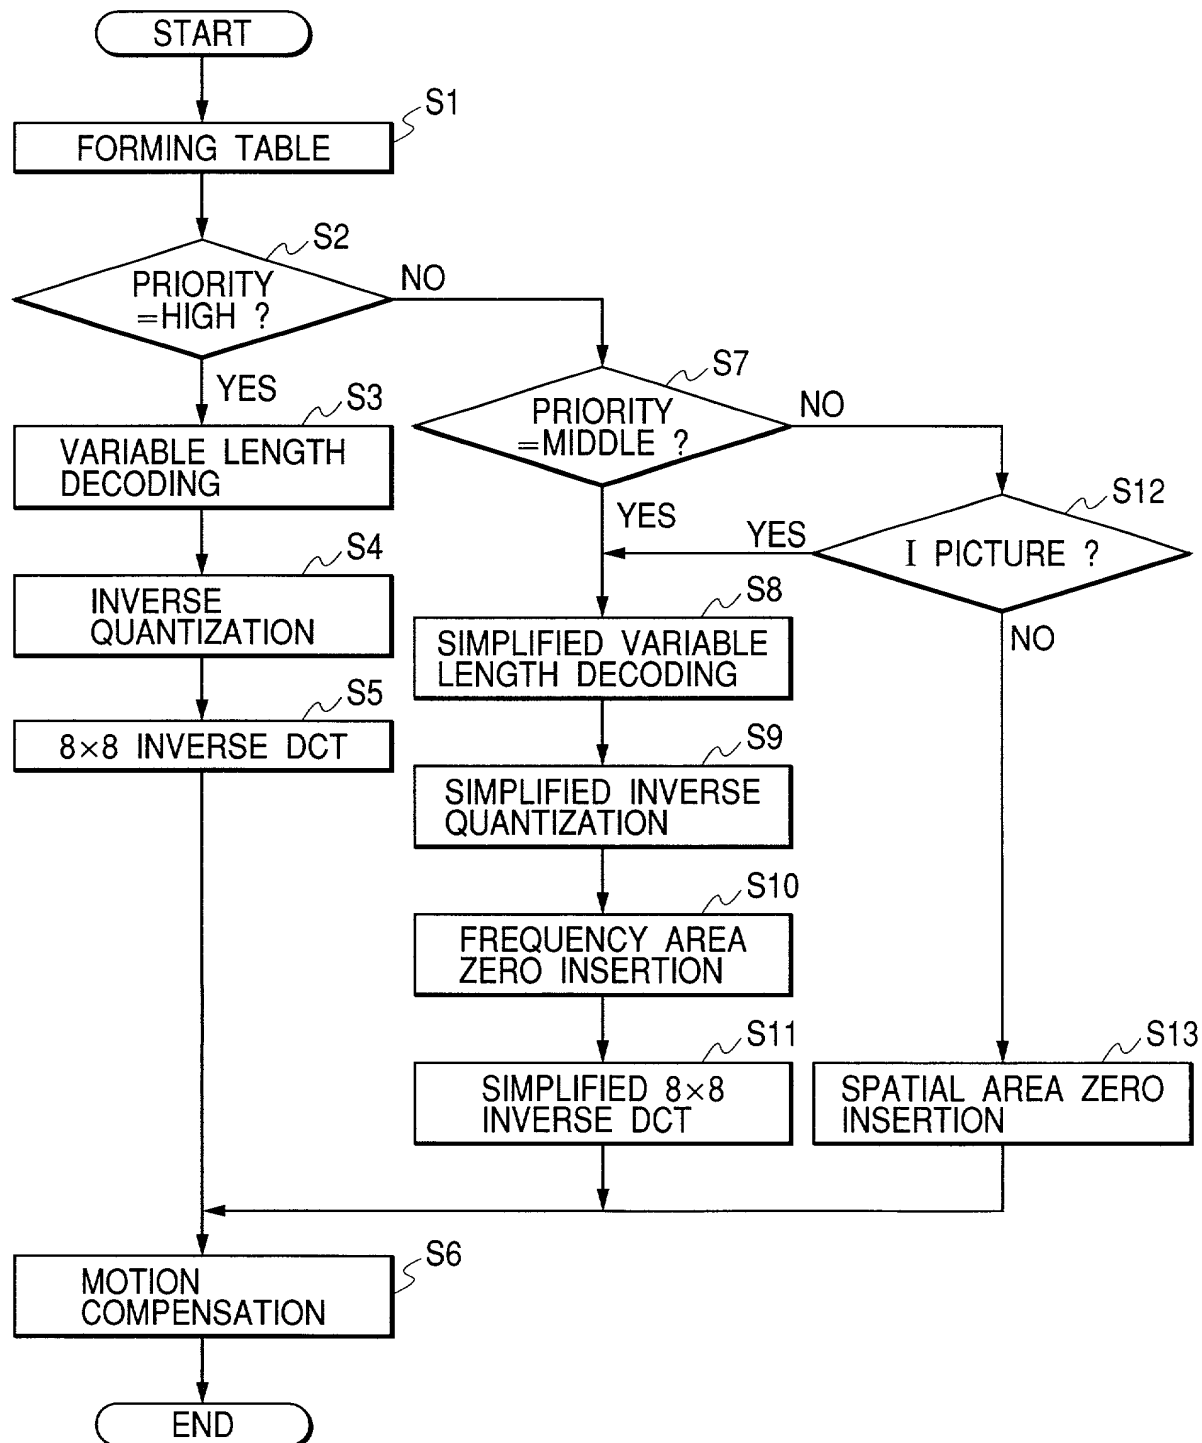 START
S1
FORMING TABLE
S2
PRIORITY
=HIGH ?
NO
YES
S7
PRIORITY
=MIDDLE ?
NO
YES
S3
VARIABLE LENGTH
DECODING
S12
I PICTURE ?
YES
NO
S4
INVERSE
QUANTIZATION
S8
SIMPLIFIED VARIABLE
LENGTH DECODING
S5
8×8 INVERSE DCT
S9
SIMPLIFIED INVERSE
QUANTIZATION
S10
FREQUENCY AREA
ZERO INSERTION
S11
SIMPLIFIED 8×8
INVERSE DCT
S13
SPATIAL AREA ZERO
INSERTION
S6
MOTION
COMPENSATION
END